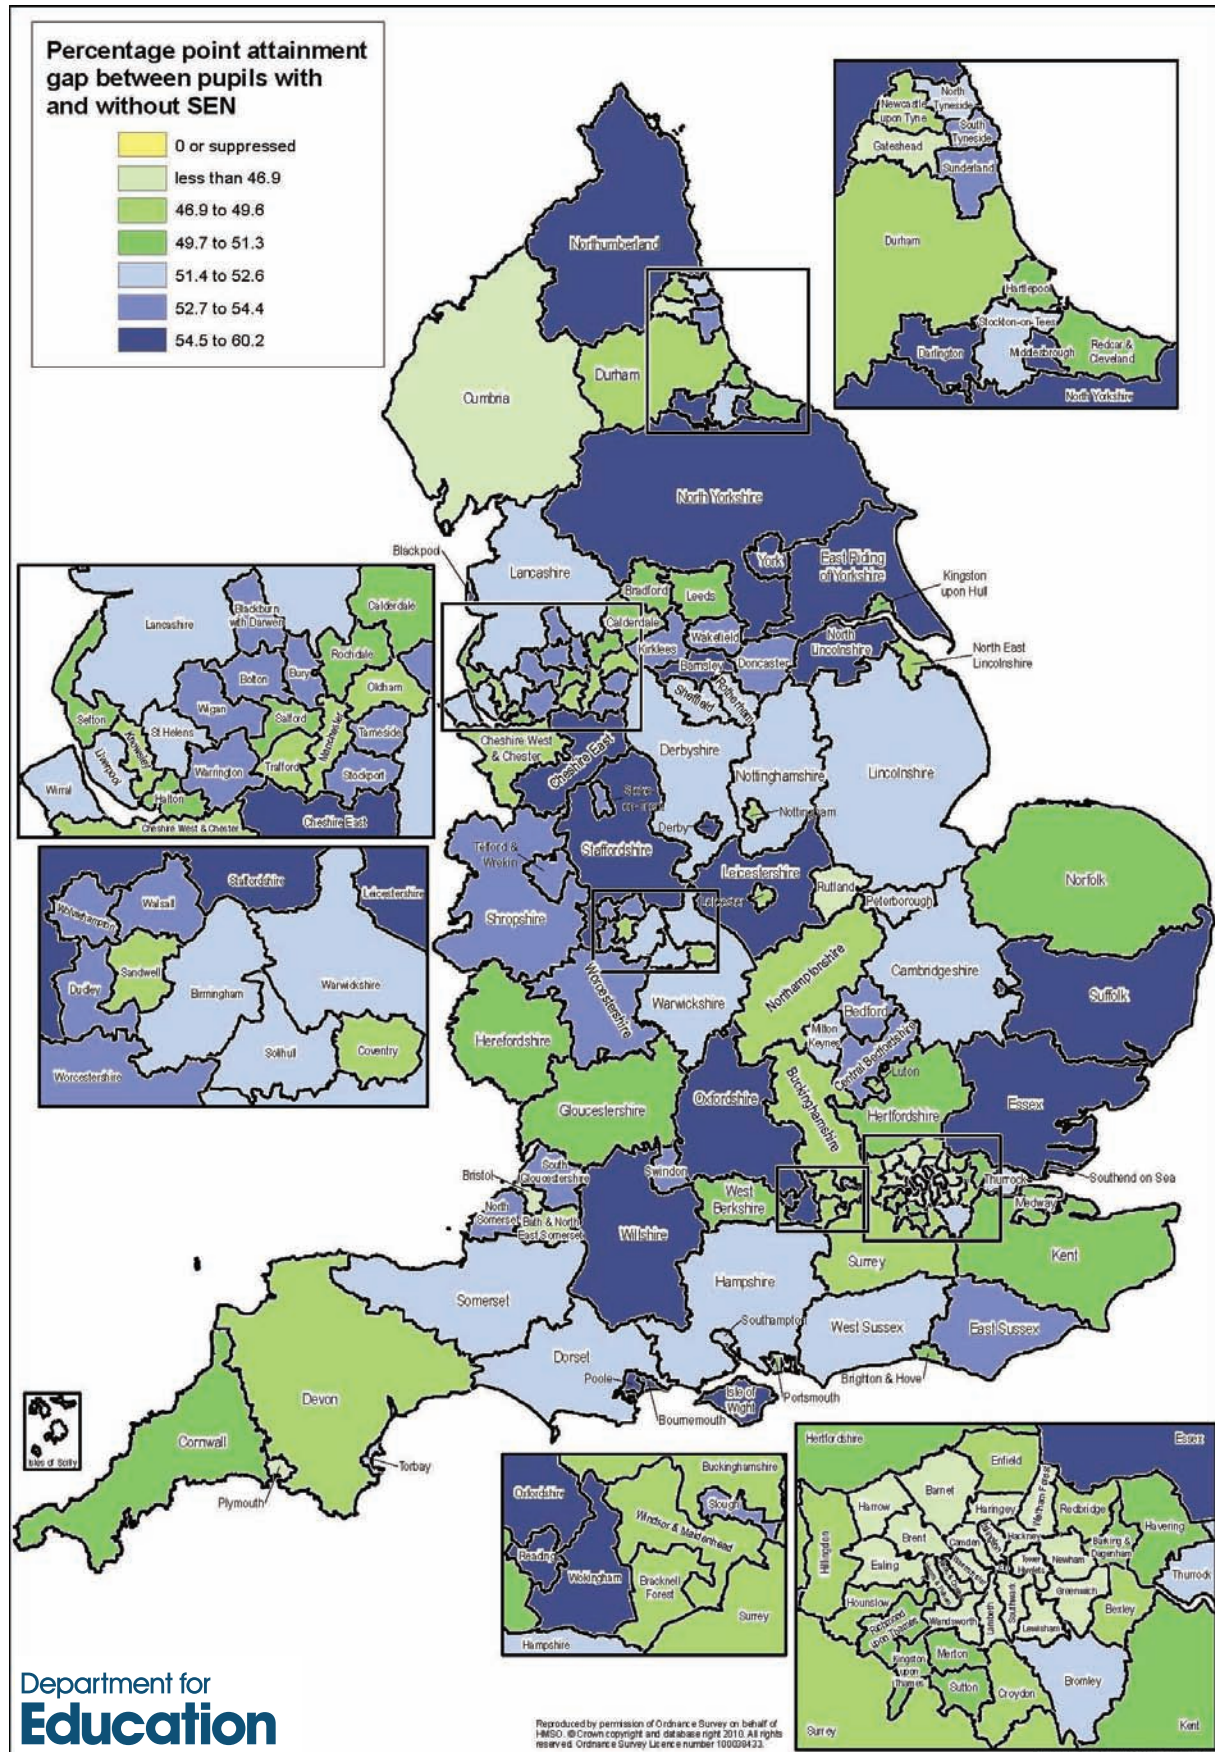 Percentage point attainment
gap between pupils with
and without SEN
0 or suppressed
less than 46.9
46.9 to 49.6
49.7 to 51.3
51.4 to 52.6
52.7 to 54.4
54.5 to 60.2
North
Tyneside
Newcastle
upon Tyne
South
Tyneside
Gateshead
Sunderland
Durham
Hartlepool
Stockton-on-Tees
Darlington
Middlesbrough
Redcar &
Cleveland
North Yorkshire
Northumberland
Durham
Cumbria
North Yorkshire
Blackpool
Lancashire
York
East Riding
of Yorkshire
Bradford
Leeds
Kingston
upon Hull
Calderdale
Kirklees
Wakefield
North
Lincolnshire
North East
Lincolnshire
Barnsley
Doncaster
Sheffield
Rotherham
Cheshire West
& Chester
Cheshire East
Derbyshire
Nottinghamshire
Lincolnshire
Nottingham
Derby
Telford &
Wrekin
Staffordshire
Leicestershire
Leicester
Rutland
Peterborough
Norfolk
Shropshire
Cambridgeshire
Suffolk
Worcestershire
Warwickshire
Northamptonshire
Bedford
Milton
Keynes
Central Bedfordshire
Luton
Herefordshire
Gloucestershire
Oxfordshire
Buckinghamshire
Hertfordshire
Essex
Bristol
South
Gloucestershire
Swindon
West
Berkshire
Thurrock
Southend on Sea
Medway
North
Somerset
Bath & North
East Somerset
Wiltshire
Surrey
Kent
Somerset
Hampshire
Southampton
West Sussex
East Sussex
Dorset
Poole
Bournemouth
Isle of
Wight
Portsmouth
Brighton & Hove
Devon
Cornwall
Torbay
Plymouth
Isles of Scilly
Lancashire
Blackburn
with Darwen
Calderdale
Rochdale
Bolton
Bury
Oldham
Wigan
Sefton
St Helens
Salford
Manchester
Tameside
Knowsley
Liverpool
Warrington
Trafford
Stockport
Wirral
Halton
Cheshire West & Chester
Cheshire East
Staffordshire
Leicestershire
Walsall
Wolverhampton
Sandwell
Dudley
Birmingham
Warwickshire
Solihull
Coventry
Worcestershire
Buckinghamshire
Oxfordshire
Slough
Windsor & Maidenhead
Reading
Wokingham
Bracknell
Forest
Surrey
Hampshire
Hertfordshire
Essex
Enfield
Barnet
Harrow
Haringey
Waltham Forest
Redbridge
Havering
Brent
Camden
Islington
Hackney
Barking &
Dagenham
Hillingdon
Ealing
Tower
Hamlets
Newham
Thurrock
Hounslow
Greenwich
Richmond
upon Thames
Wandsworth
Lambeth
Southwark
Lewisham
Bexley
Kingston
upon
Thames
Merton
Sutton
Croydon
Bromley
Surrey
Kent
Department for
Education
Reproduced by permission of Ordnance Survey on behalf of
HMSO. © Crown copyright and database right 2010. All rights
reserved. Ordnance Survey Licence number 100038433.